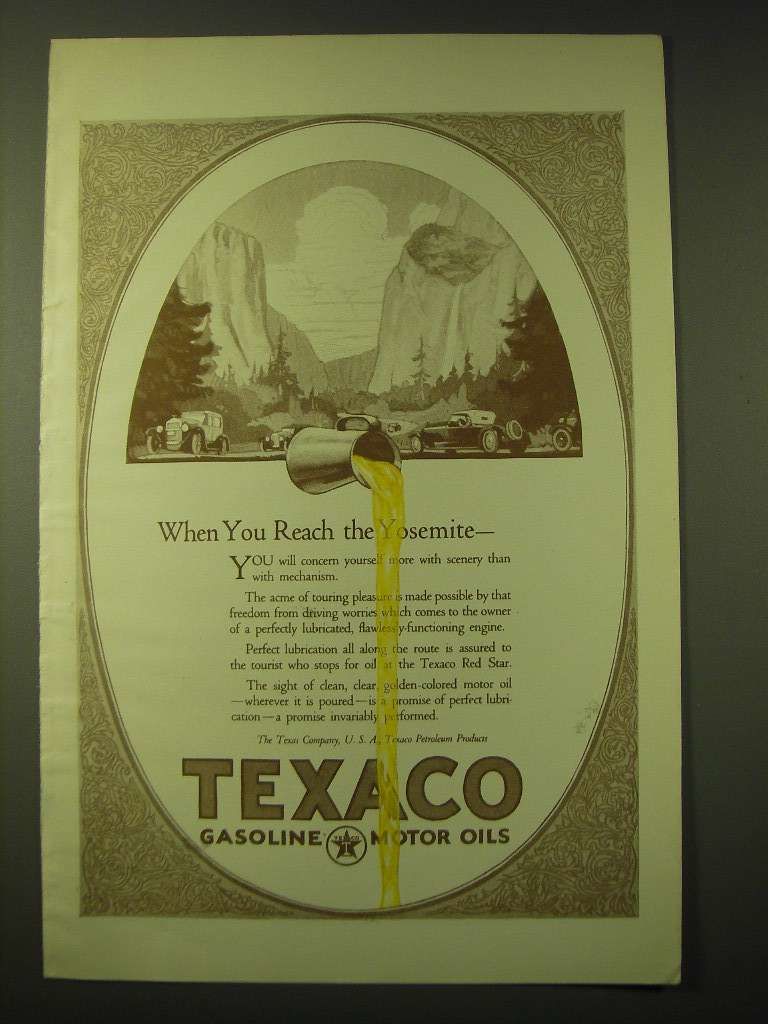 When You Reach the Yosemite—
YOU will concern yourself more with scenery than
with mechanism.
The acme of touring pleasure is made possible by that
freedom from driving worries which comes to the owner
of a perfectly lubricated, flawlessly-functioning engine.
Perfect lubrication all along the route is assured to
the tourist who stops for oil at the Texaco Red Star.
The sight of clean, clear, golden-colored motor oil
—wherever it is poured—is a promise of perfect lubri-
cation—a promise invariably performed.
The Texas Company, U. S. A., Texaco Petroleum Products
TEXACO
GASOLINE TEXACO T MOTOR OILS